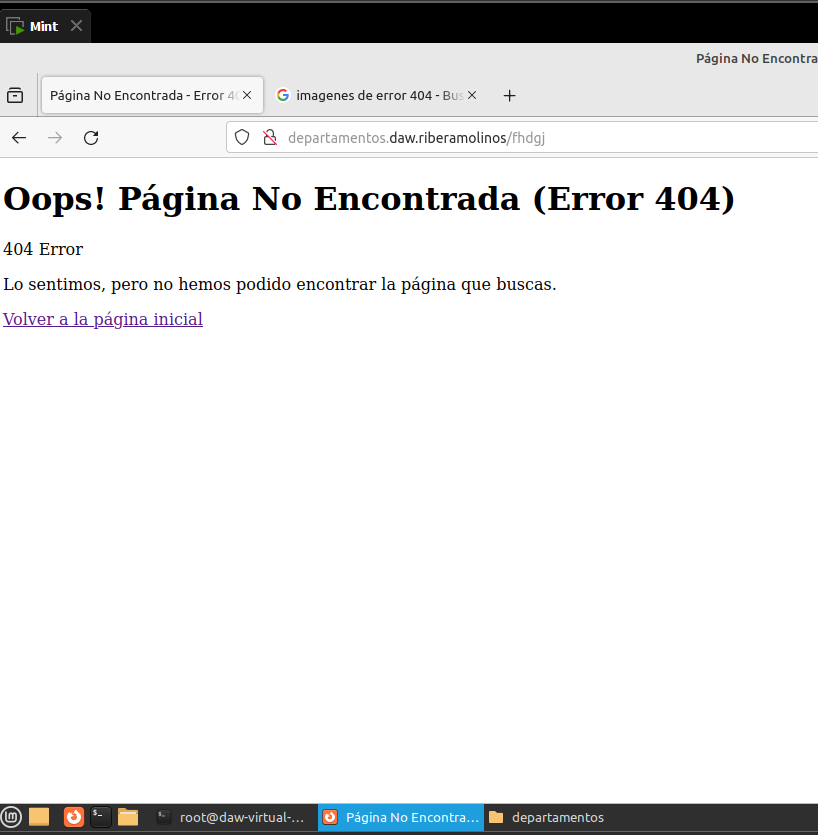 Mint
Página No Encontra
Página No Encontrada - Error 40
imagenes de error 404 - Bus
departamentos.daw.riberamolinos/fhdgj
Oops! Página No Encontrada (Error 404)
404 Error
Lo sentimos, pero no hemos podido encontrar la página que buscas.
Volver a la página inicial
root@daw-virtual-...
Página No Encontra...
departamentos